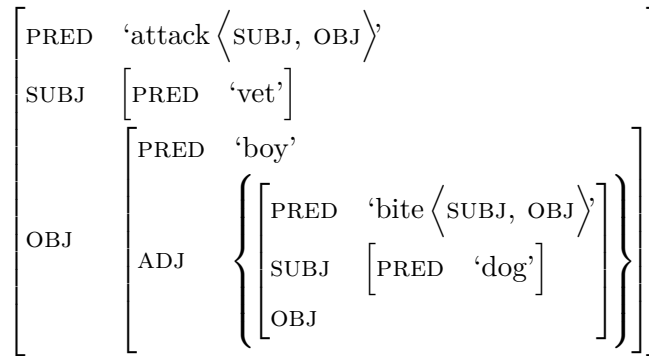 PRED ‘attack⟨SUBJ, OBJ⟩’
SUBJ [PRED ‘vet’]
PRED ‘boy’
PRED ‘bite⟨SUBJ, OBJ⟩’
OBJ ADJ SUBJ [PRED ‘dog’]
OBJ